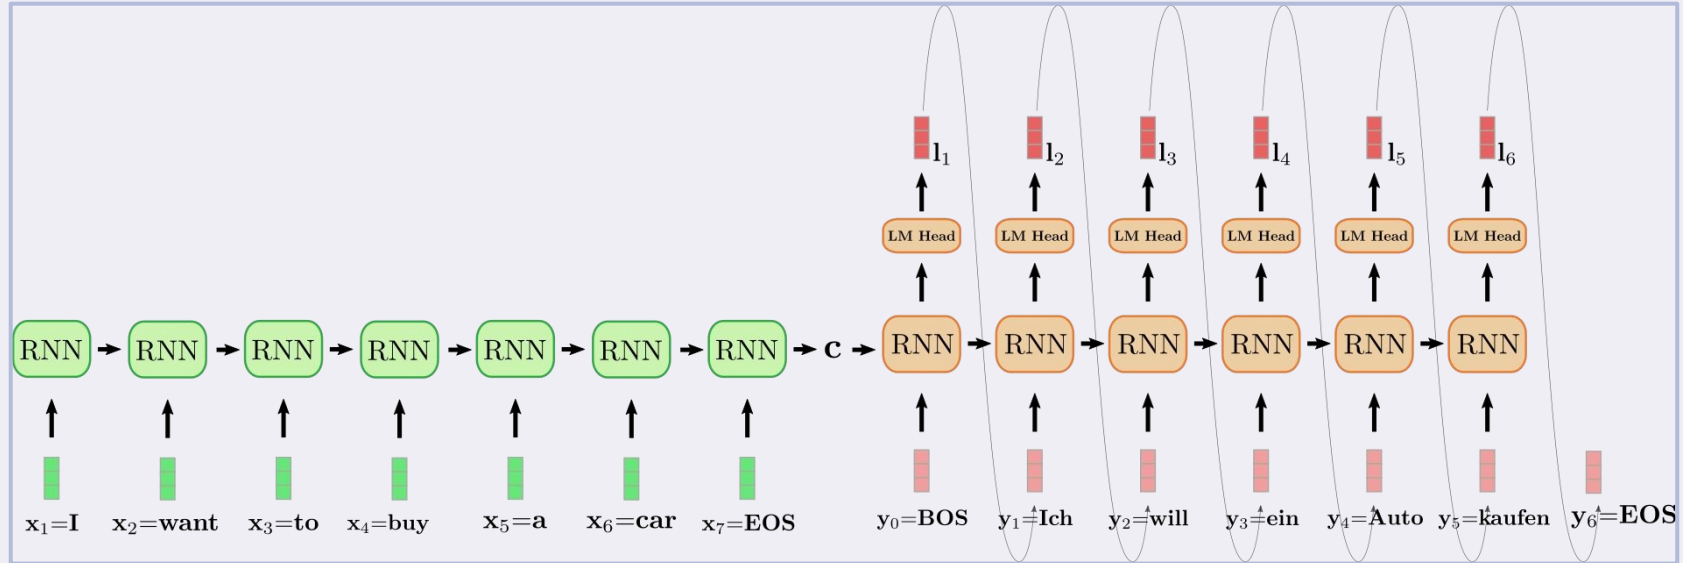 l₁ l₂ l₃ l₄ l₅ l₆
LM Head LM Head LM Head LM Head LM Head LM Head
RNN RNN RNN RNN RNN RNN RNN c RNN RNN RNN RNN RNN RNN
x₁=I x₂=want x₃=to x₄=buy x₅=a x₆=car x₇=EOS y₀=BOS y₁=Ich y₂=will y₃=ein y₄=Auto y₅=kaufen y₆=EOS